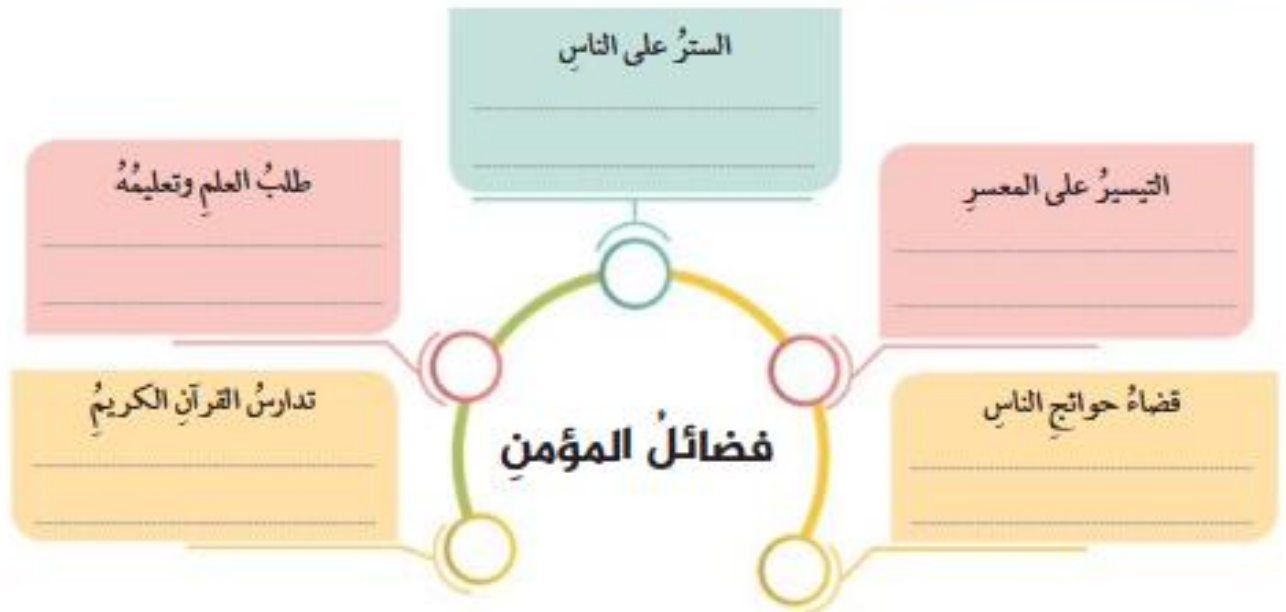 السترُ على الناسِ
التيسيرُ على المعسرِ
طلبُ العلمِ وتعليمُهُ
قضاءُ حوائجِ الناسِ
تدارسُ القرآنِ الكريمُِ
فضائلُ المؤمنِ